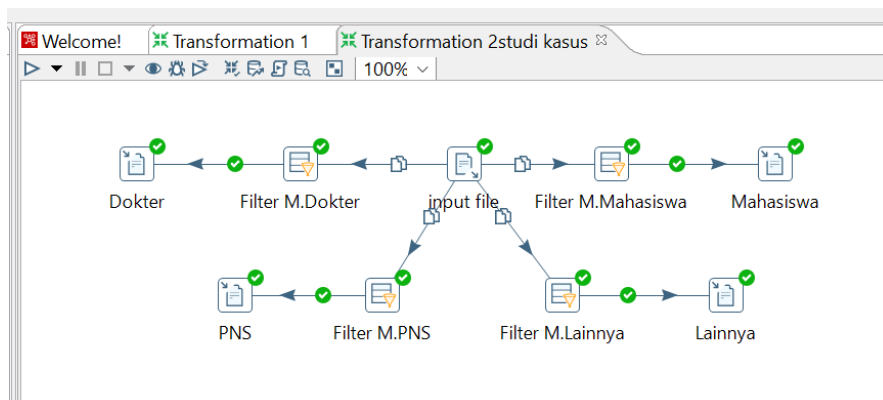 Welcome! Transformation 1 Transformation 2studi kasus
100%
Dokter Filter M.Dokter input file Filter M.Mahasiswa Mahasiswa
PNS Filter M.PNS Filter M.Lainnya Lainnya